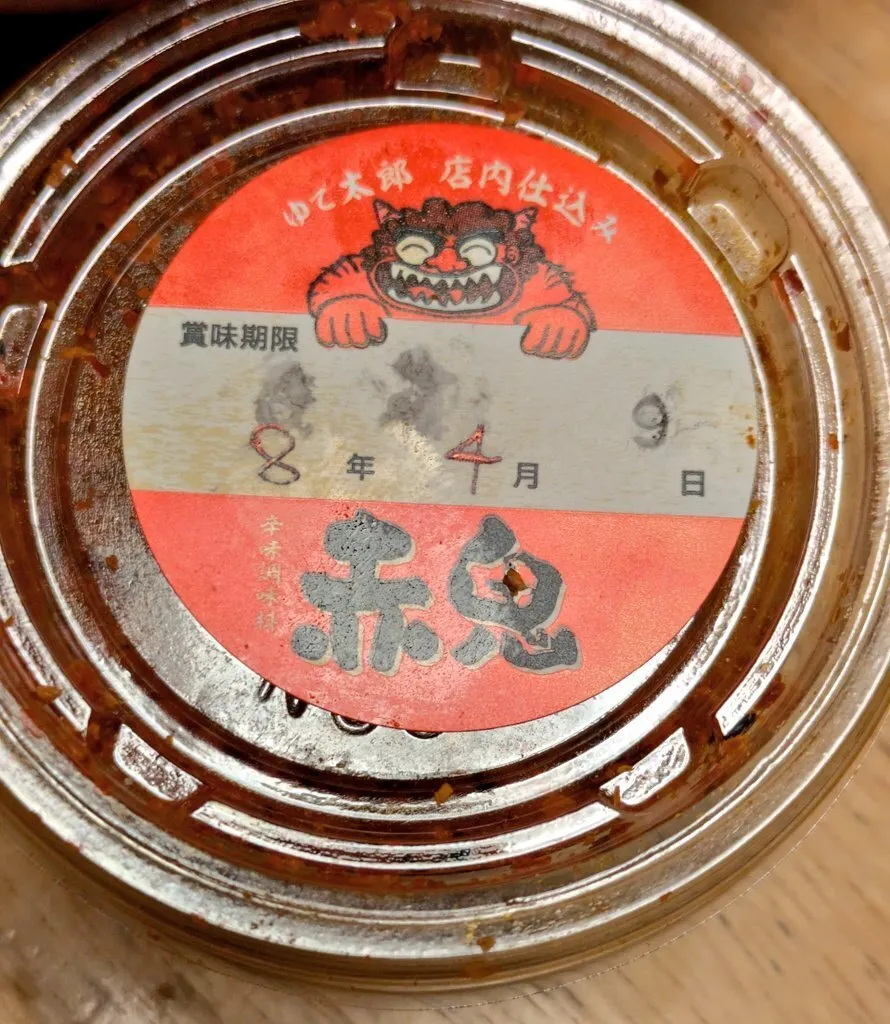 ゆで太郎 店内仕込み
賞味期限
9
8年 4月 日
辛味調味料
赤鬼